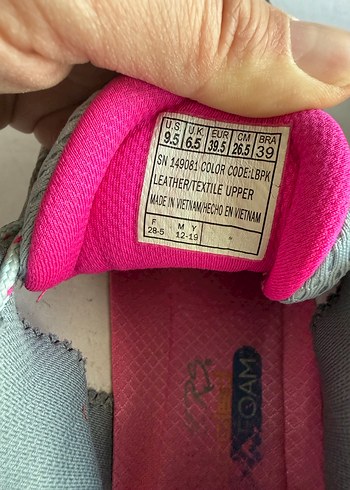 U.S U.K EUR CM BRA
9.5 6.5 39.5 26.5 39
SN 149081 COLOR CODE:LBPK
LEATHER/TEXTILE UPPER
MADE IN VIETNAM/HECHO EN VIETNAM
F M Y
28-5 12-19
FOAM